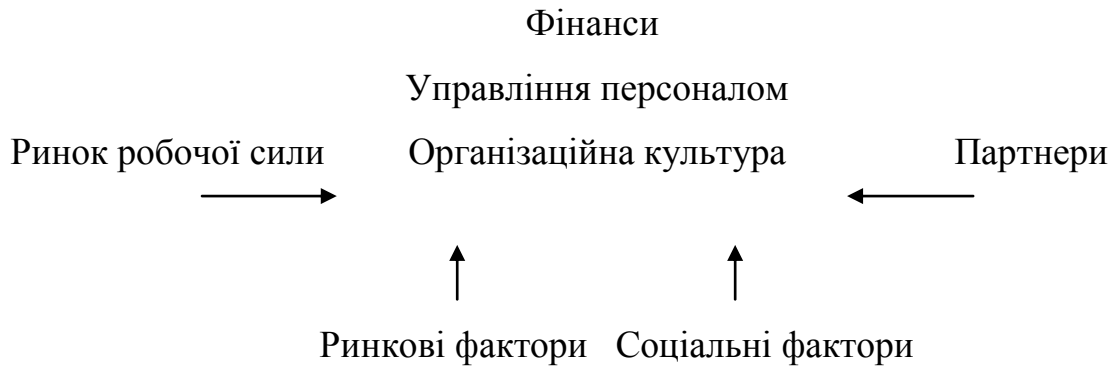 Фінанси
Управління персоналом
Ринок робочої сили Організаційна культура Партнери
Ринкові фактори Соціальні фактори